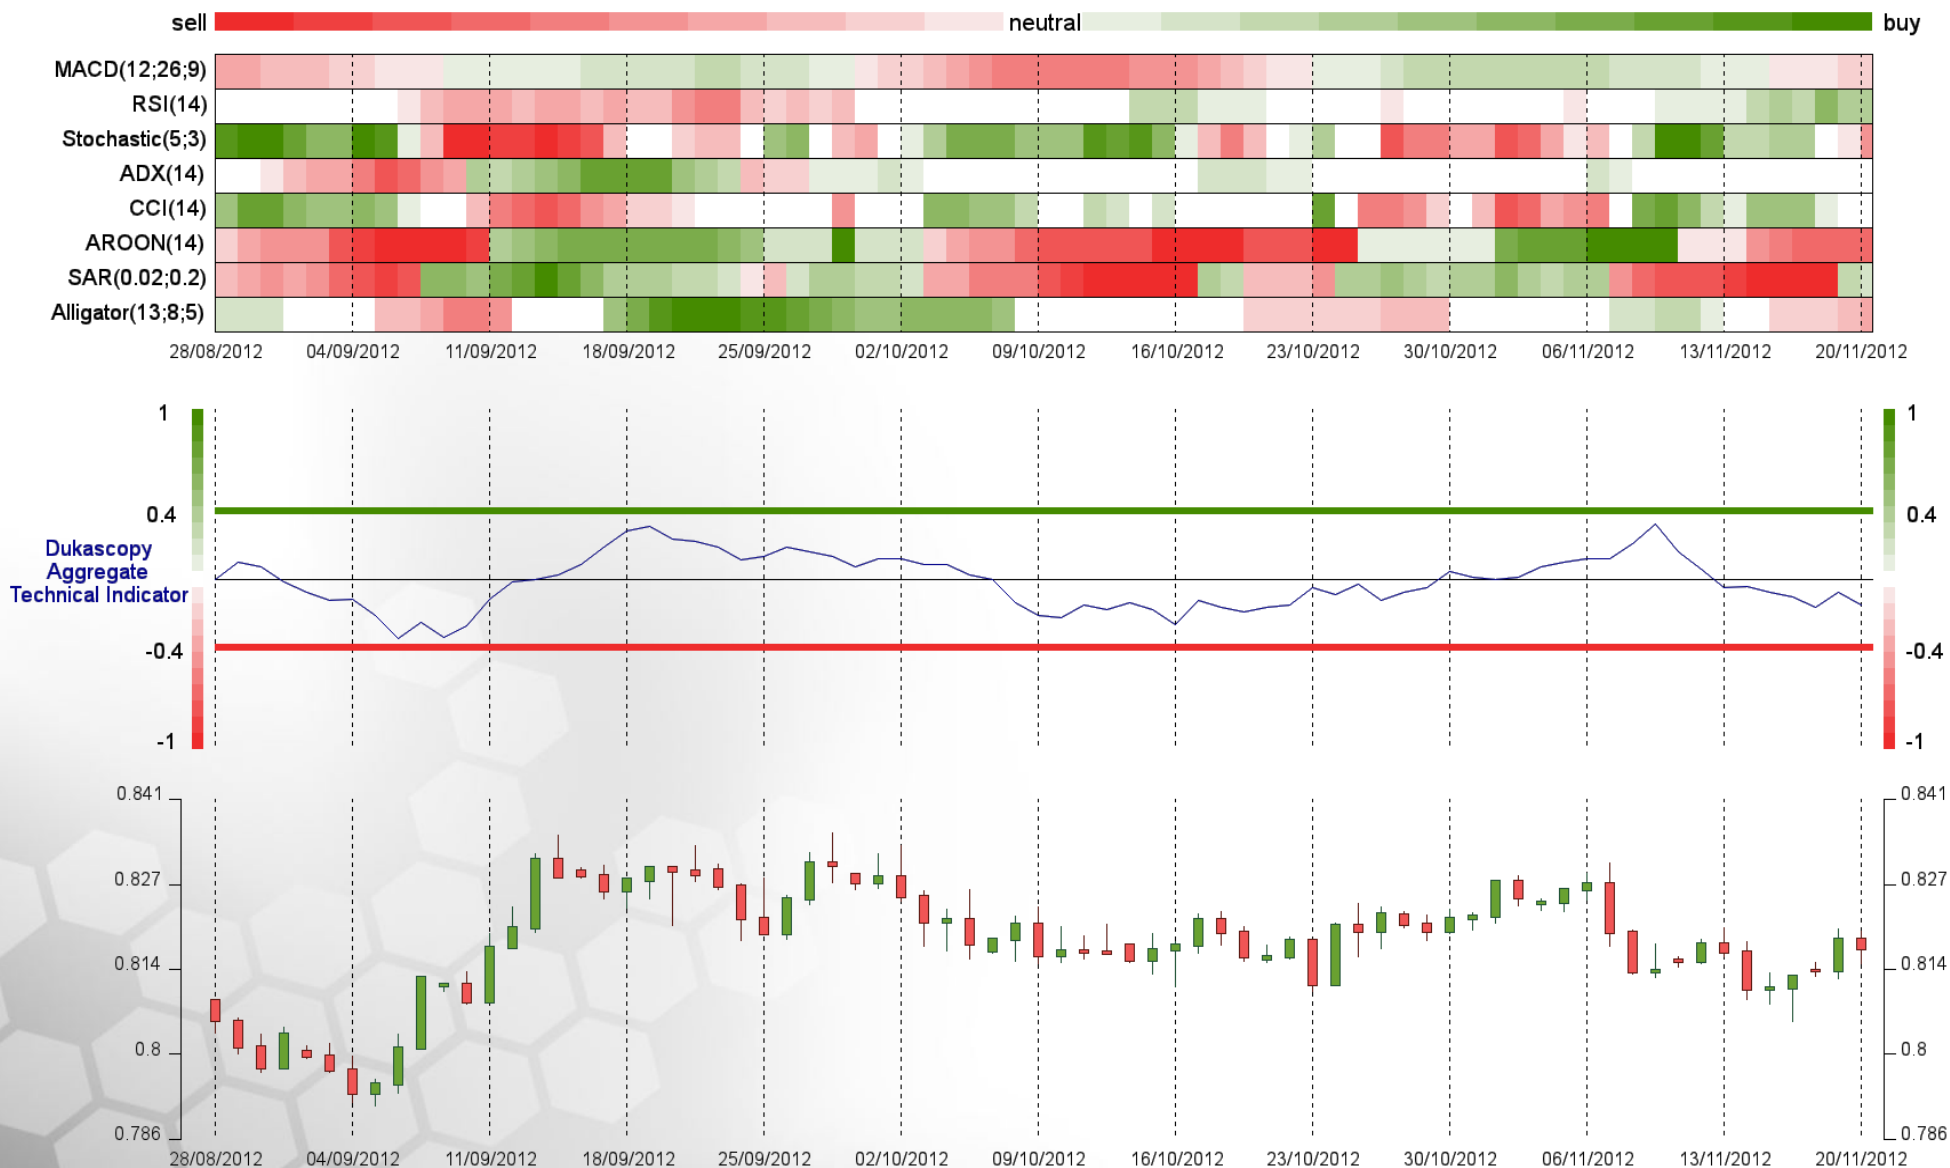 sell neutral buy
MACD(12;26;9)
RSI(14)
Stochastic(5;3)
ADX(14)
CCI(14)
AROON(14)
SAR(0.02;0.2)
Alligator(13;8;5)
28/08/2012 04/09/2012 11/09/2012 18/09/2012 25/09/2012 02/10/2012 09/10/2012 16/10/2012 23/10/2012 30/10/2012 06/11/2012 13/11/2012 20/11/2012
1 1
0.4 0.4
Dukascopy
Aggregate
Technical Indicator
-0.4 -0.4
-1 -1
0.841 0.841
0.827 0.827
0.814 0.814
0.8 0.8
0.786 0.786
28/08/2012 04/09/2012 11/09/2012 18/09/2012 25/09/2012 02/10/2012 09/10/2012 16/10/2012 23/10/2012 30/10/2012 06/11/2012 13/11/2012 20/11/2012